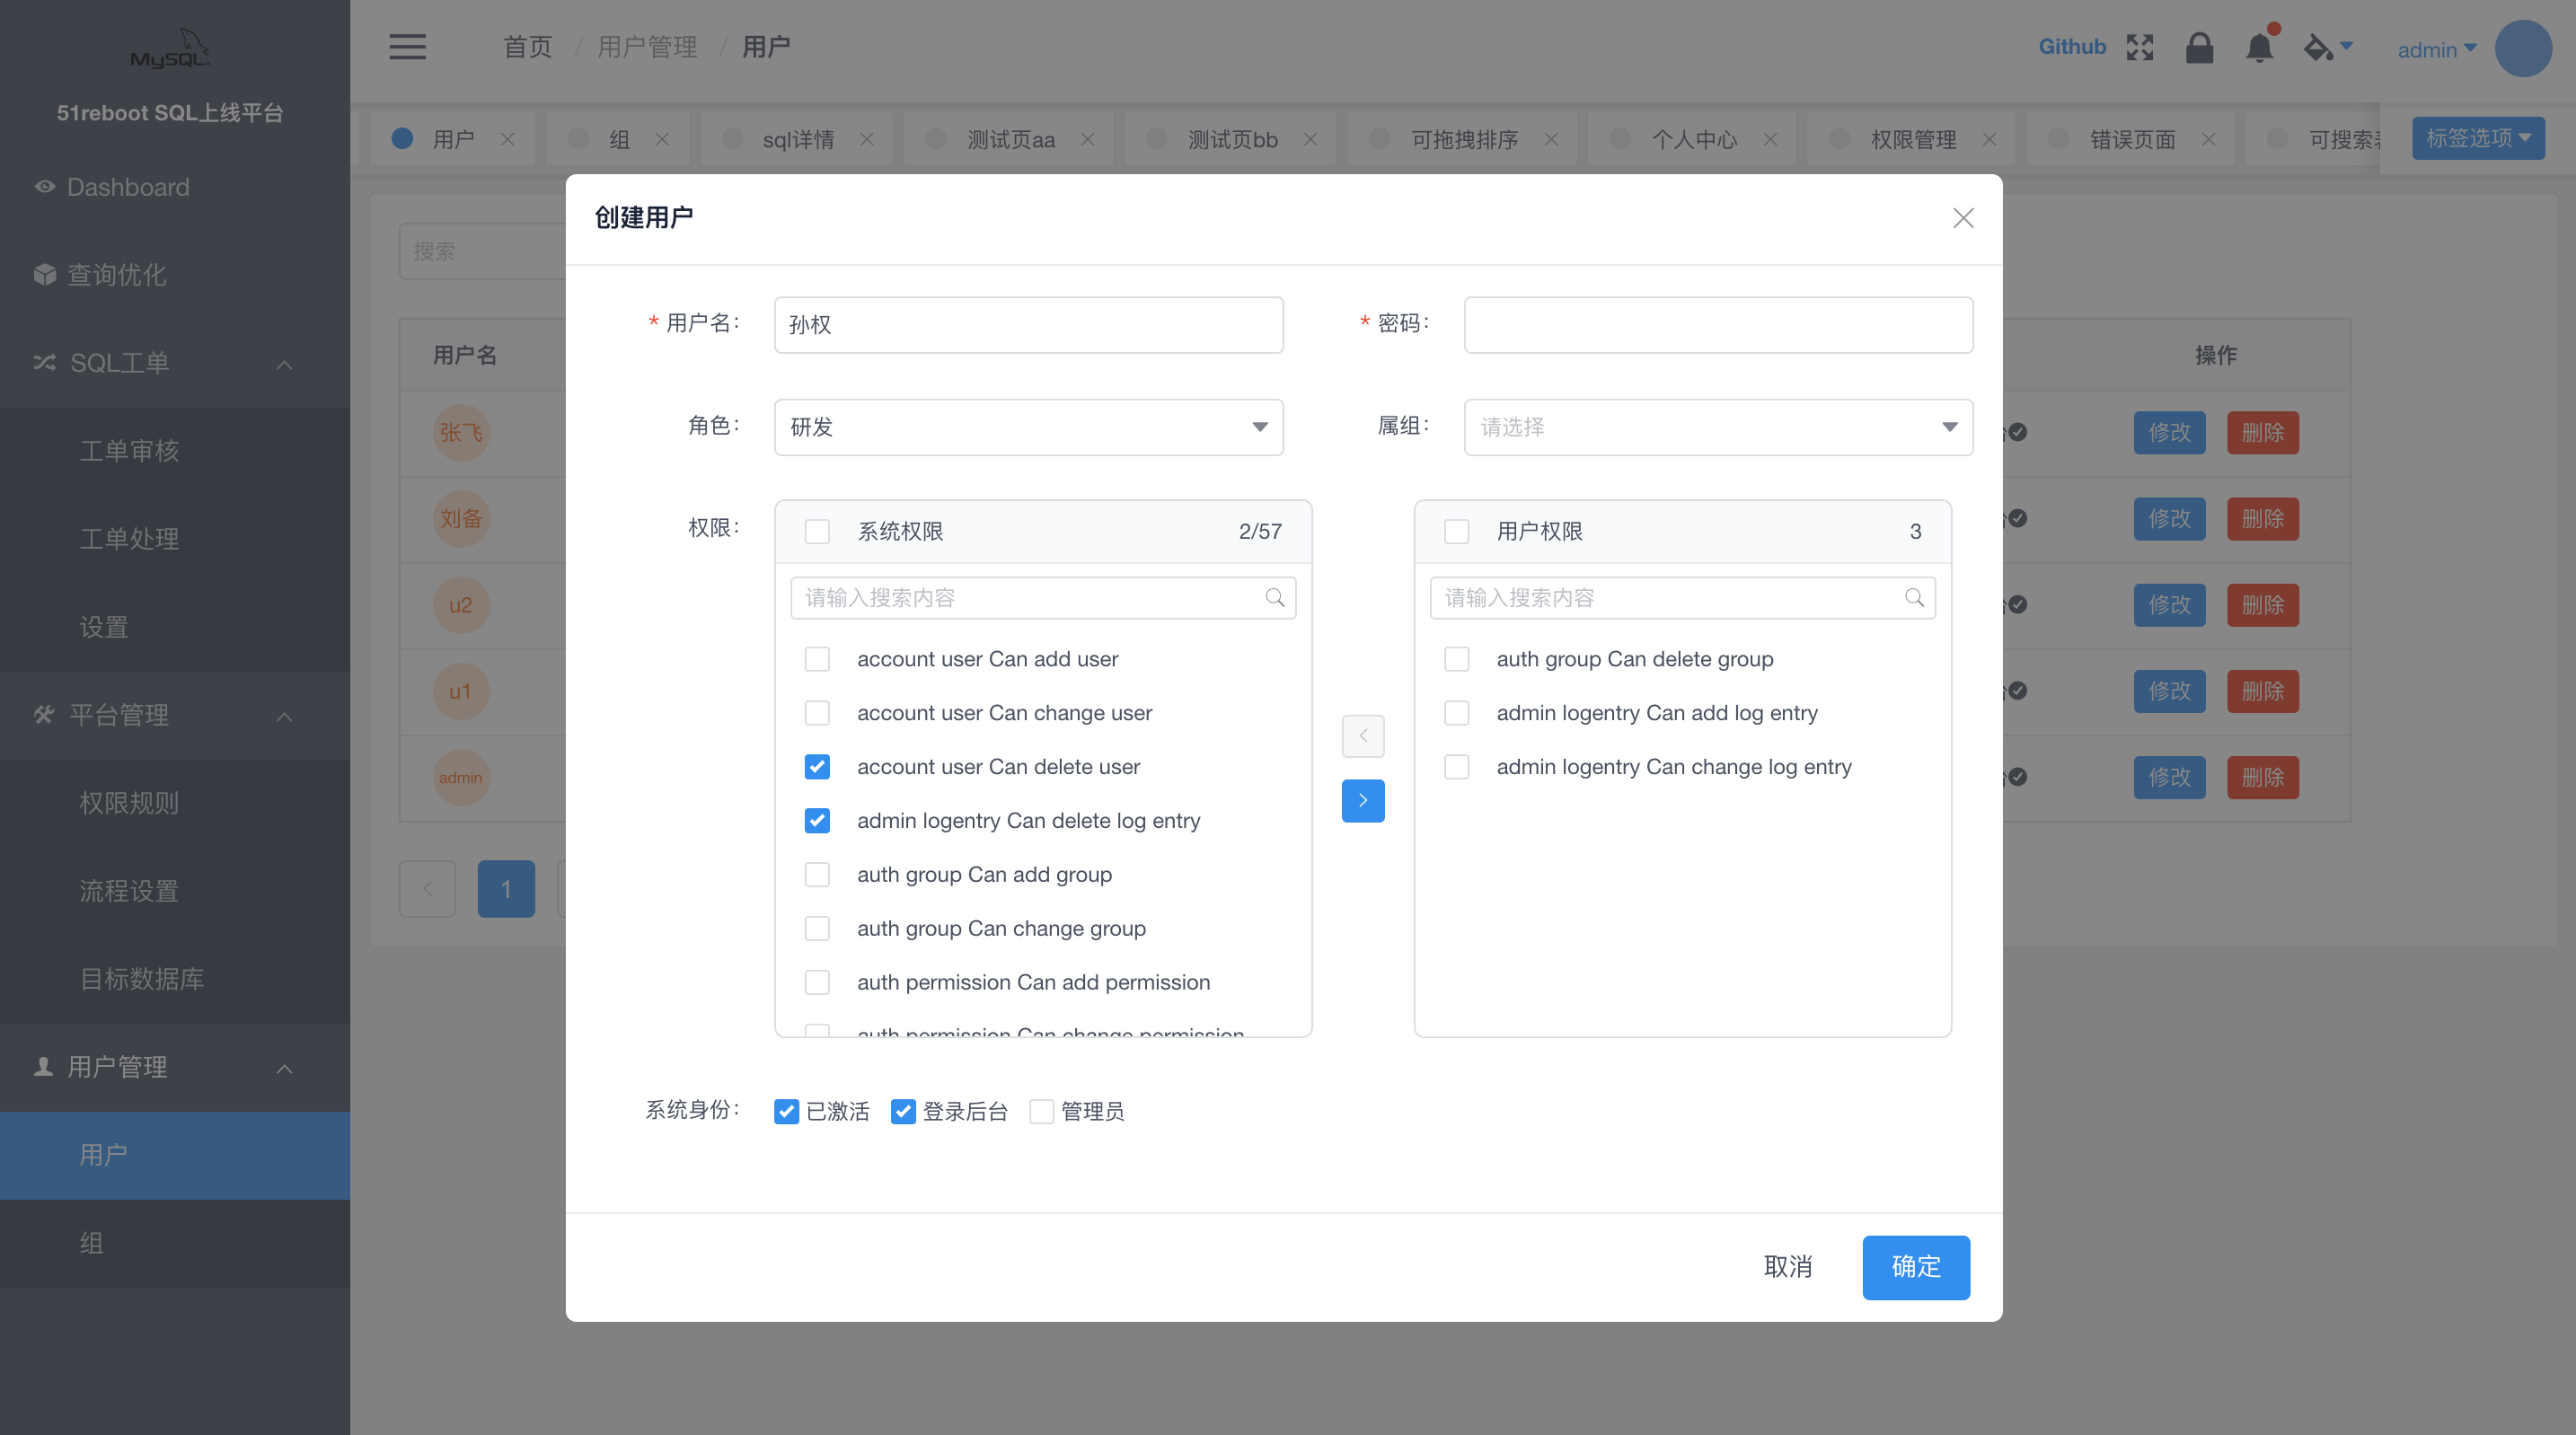 MySQL
51reboot SQL上线平台
Dashboard
查询优化
SQL工单
工单审核
工单处理
设置
平台管理
权限规则
流程设置
目标数据库
用户管理
用户
组
首页 / 用户管理 / 用户
Github
admin
用户
组
sql详情
测试页aa
测试页bb
可拖拽排序
个人中心
权限管理
错误页面
可搜索
标签选项
搜索
用户名
操作
张飞
修改 删除
刘备
修改 删除
u2
修改 删除
u1
修改 删除
admin
修改 删除
1
创建用户
* 用户名: 孙权
* 密码:
角色: 研发
属组: 请选择
权限:
系统权限 2/57
请输入搜索内容
account user Can add user
account user Can change user
account user Can delete user
admin logentry Can delete log entry
auth group Can add group
auth group Can change group
auth permission Can add permission
auth permission Can change permission
用户权限 3
请输入搜索内容
auth group Can delete group
admin logentry Can add log entry
admin logentry Can change log entry
系统身份: 已激活 登录后台 管理员
取消 确定